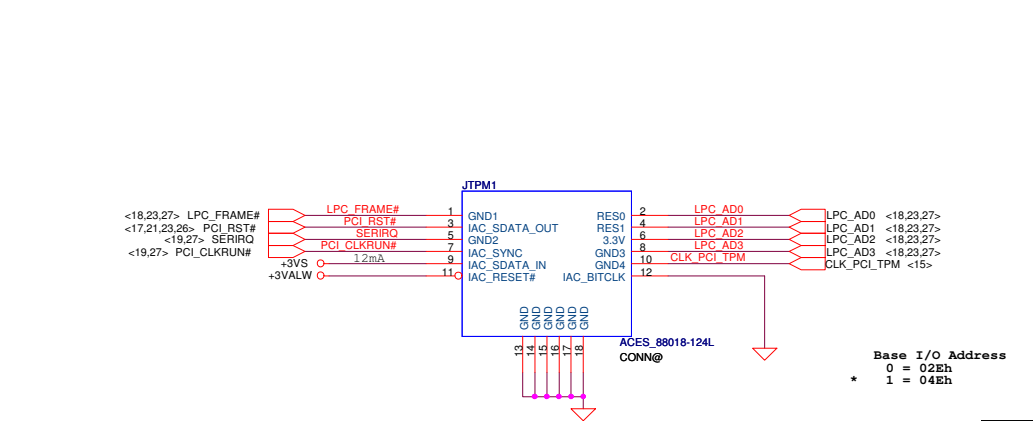 JTPM1
<18,23,27> LPC_FRAME# LPC_FRAME# 1 GND1 RES0 2 LPC_AD0 LPC_AD0 <18,23,27>
<17,21,23,26> PCI_RST# PCI_RST# 3 IAC_SDATA_OUT RES1 4 LPC_AD1 LPC_AD1 <18,23,27>
<19,27> SERIRQ SERIRQ 5 GND2 3.3V 6 LPC_AD2 LPC_AD2 <18,23,27>
<19,27> PCI_CLKRUN# PCI_CLKRUN# 7 IAC_SYNC GND3 8 LPC_AD3 LPC_AD3 <18,23,27>
+3VS 12mA 9 IAC_SDATA_IN GND4 10 CLK_PCI_TPM CLK_PCI_TPM <15>
+3VALW 11 IAC_RESET# IAC_BITCLK 12
GND GND GND GND GND GND
13 14 15 16 17 18
ACES_88018-124L
CONN@
Base I/O Address
0 = 02Eh
* 1 = 04Eh